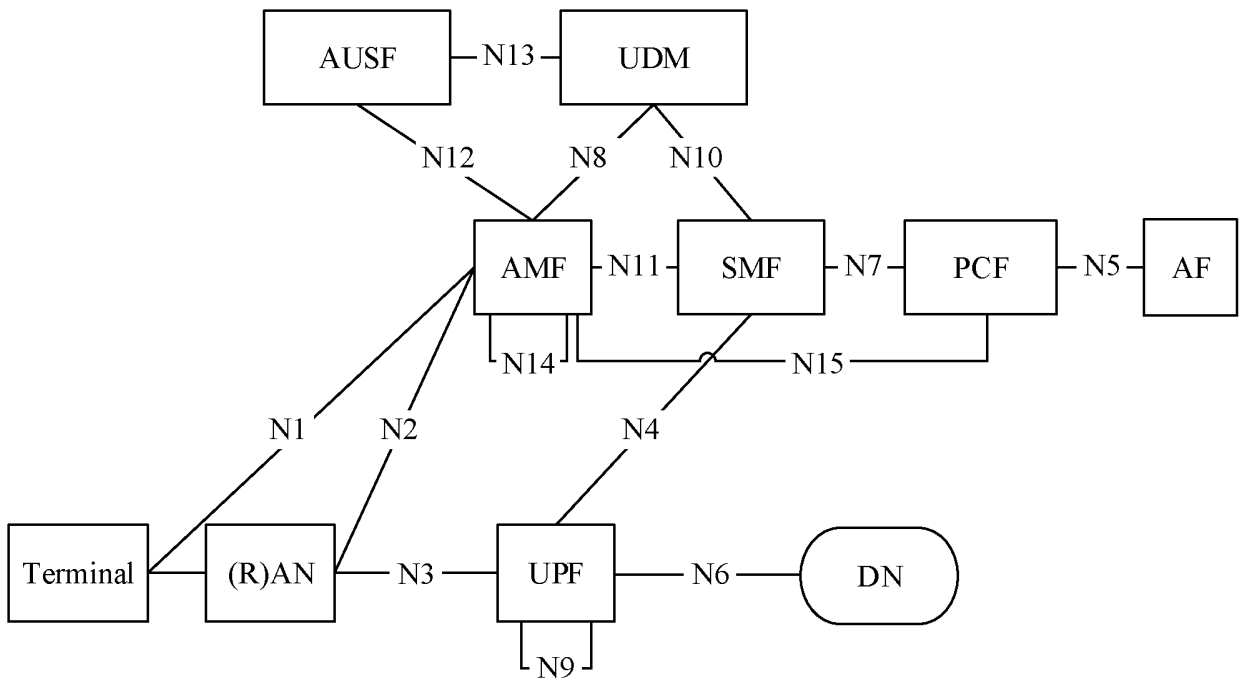 AUSF
N13
UDM
N12
N8
N10
AMF
N11
SMF
N7
PCF
N5
AF
N14
N15
N1
N2
N4
Terminal
(R)AN
N3
UPF
N6
DN
N9